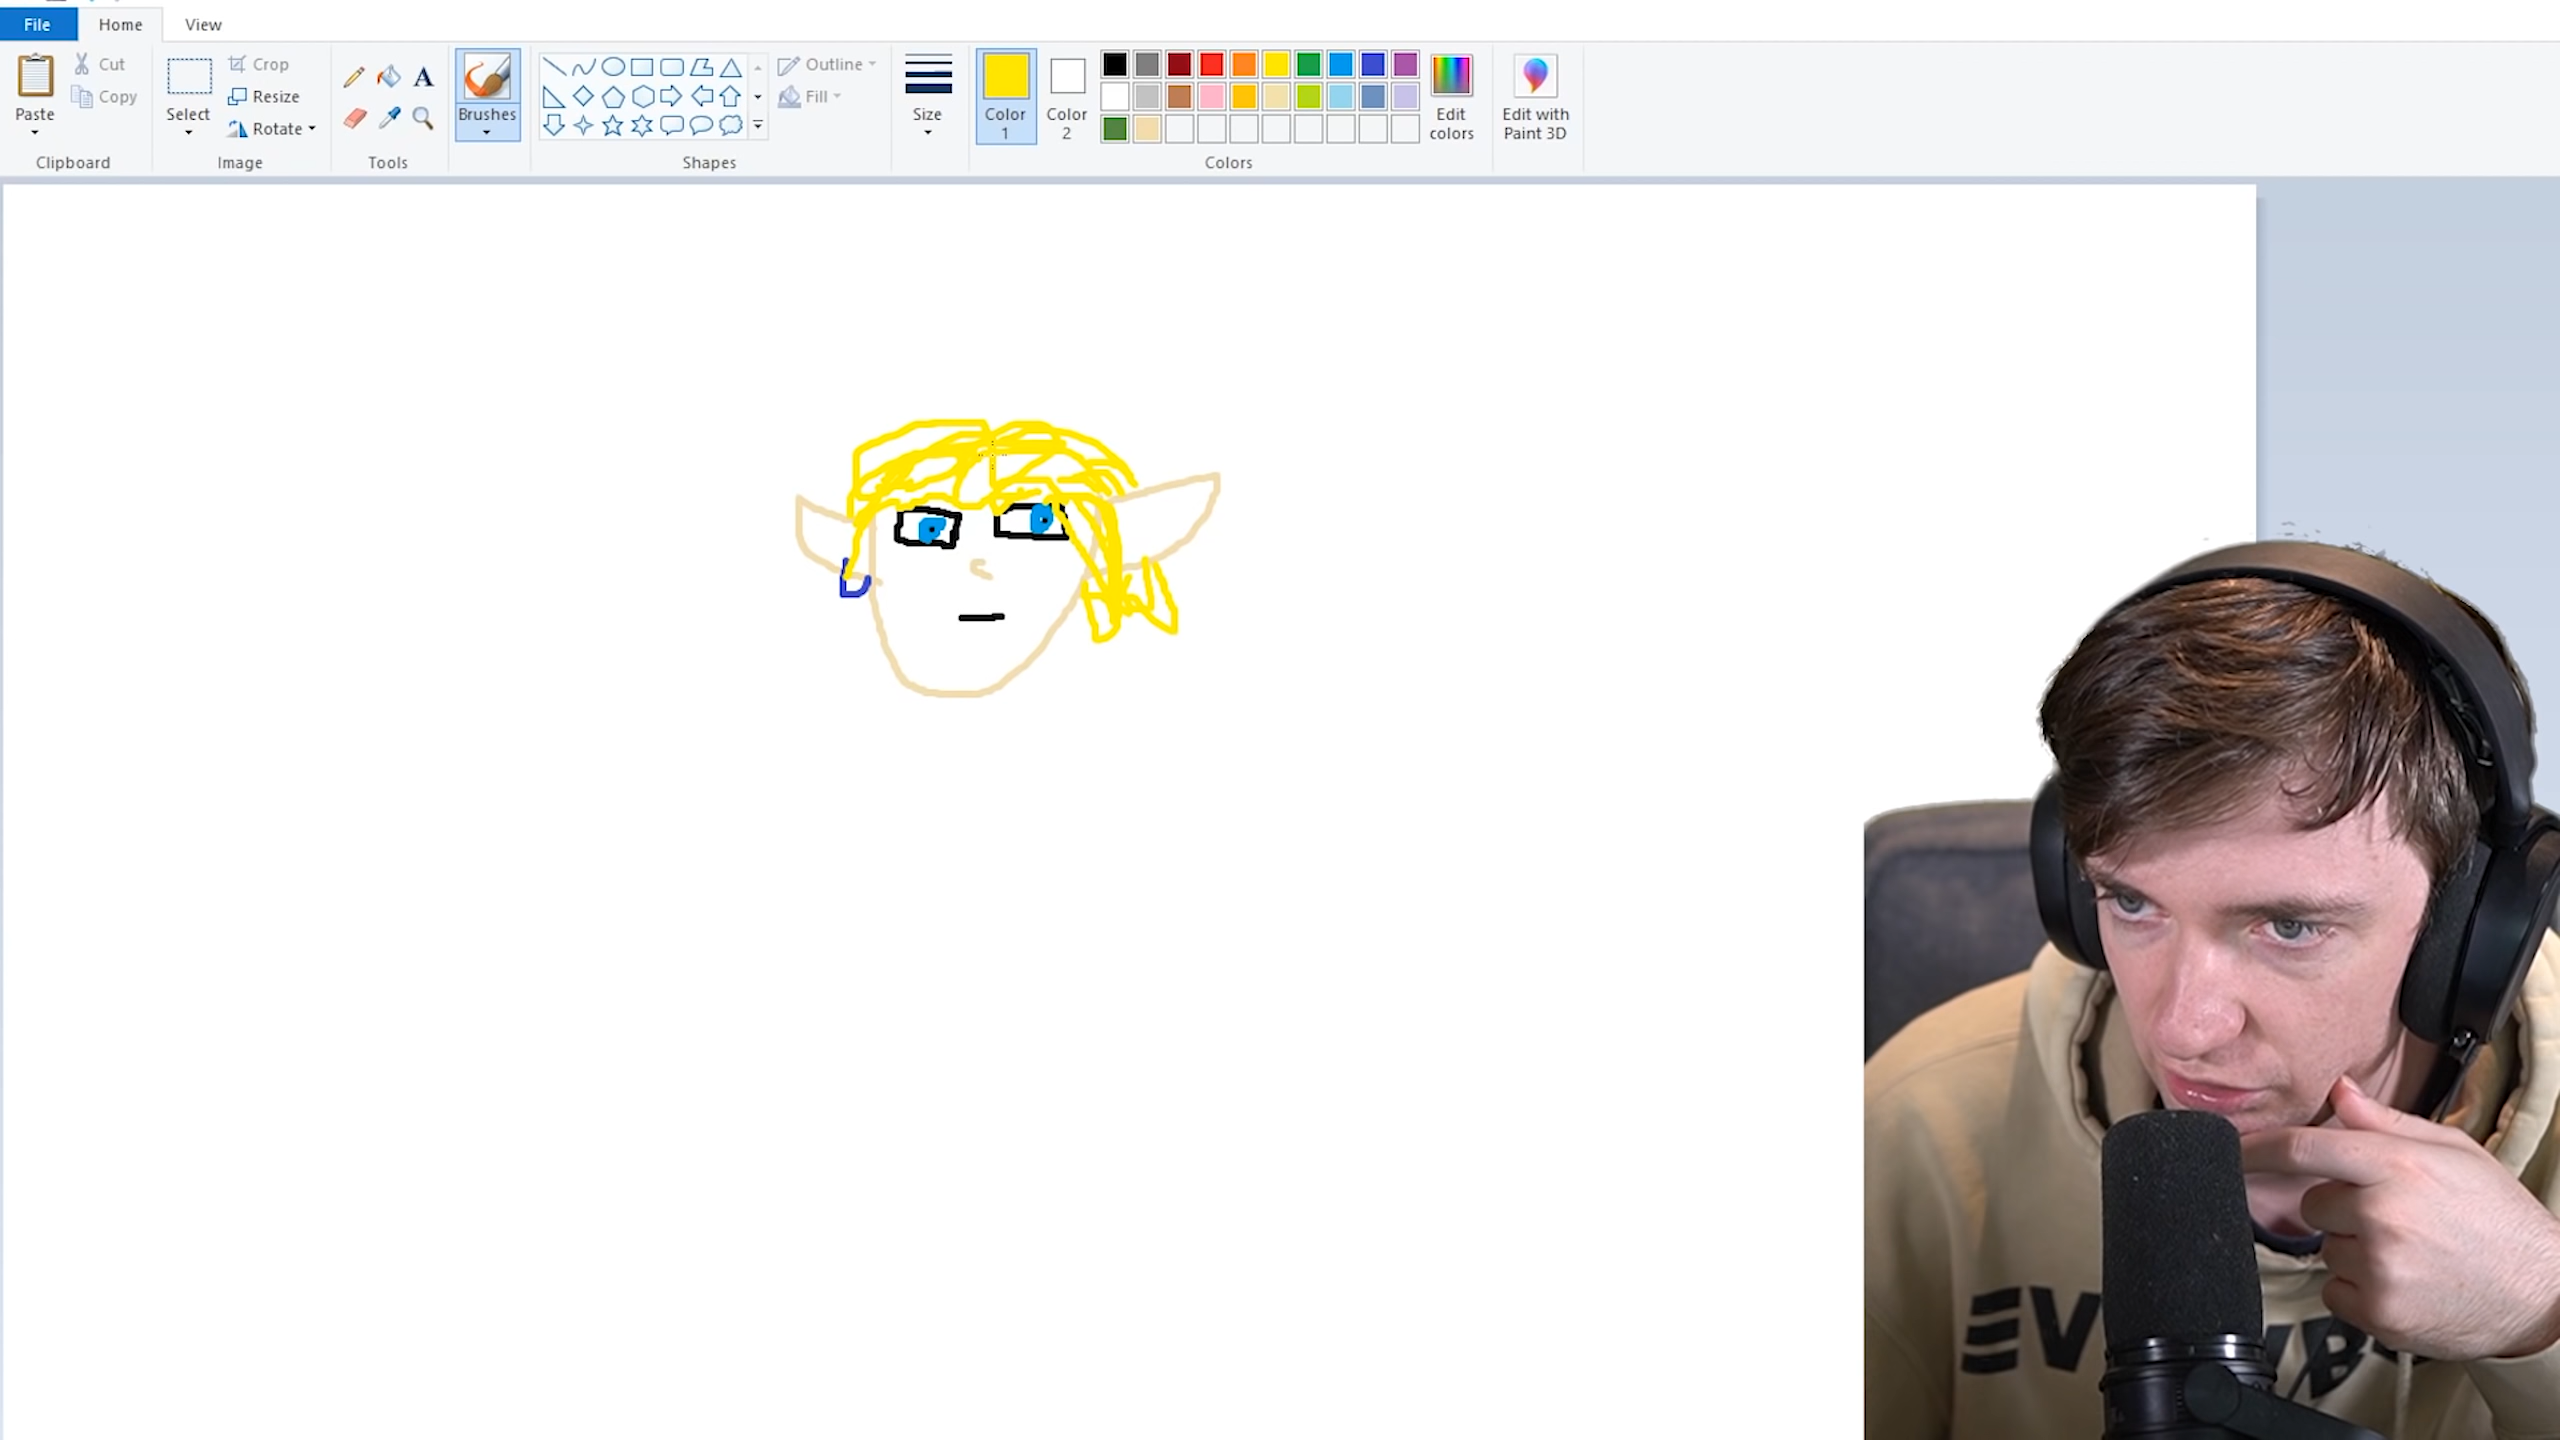 File Home View
Paste
Cut
Copy
Clipboard
Select
Crop
Resize
Rotate
Image
A
Tools
Brushes
Outline
Fill
Shapes
Size
Color
1
Color
2
Edit
colors
Colors
Edit with
Paint 3D